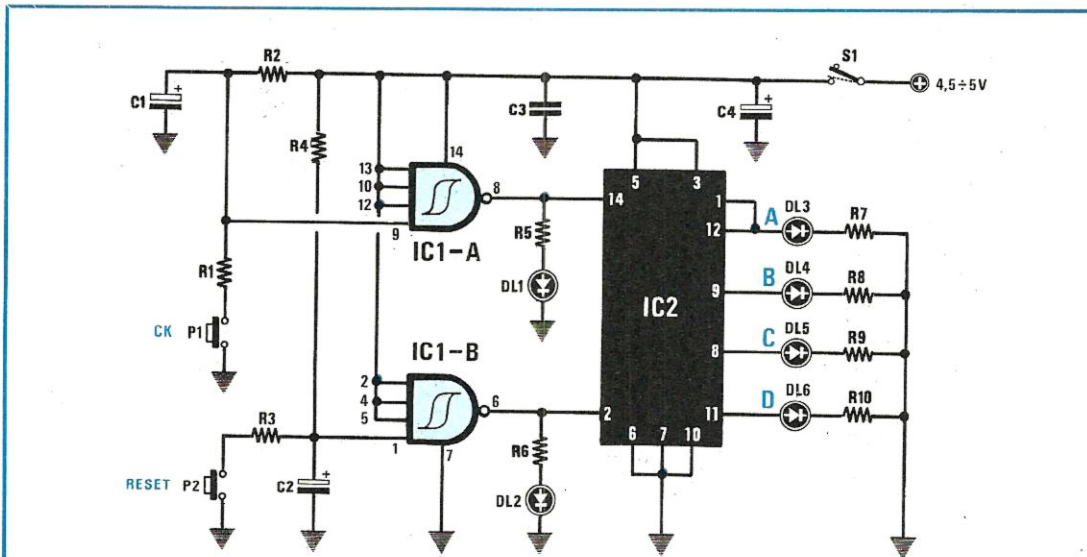 R2
S1
C1
+
4,5÷5V
C3
C4
+
R4
14
13
10
12
8
9
IC1-A
R5
DL1
R1
CK
P1
5
3
14
1
12
A
DL3
R7
9
B
DL4
R8
IC2
8
C
DL5
R9
11
D
DL6
R10
2
6
7
10
IC1-B
2
4
5
6
1
7
R3
R6
DL2
RESET
P2
C2
+